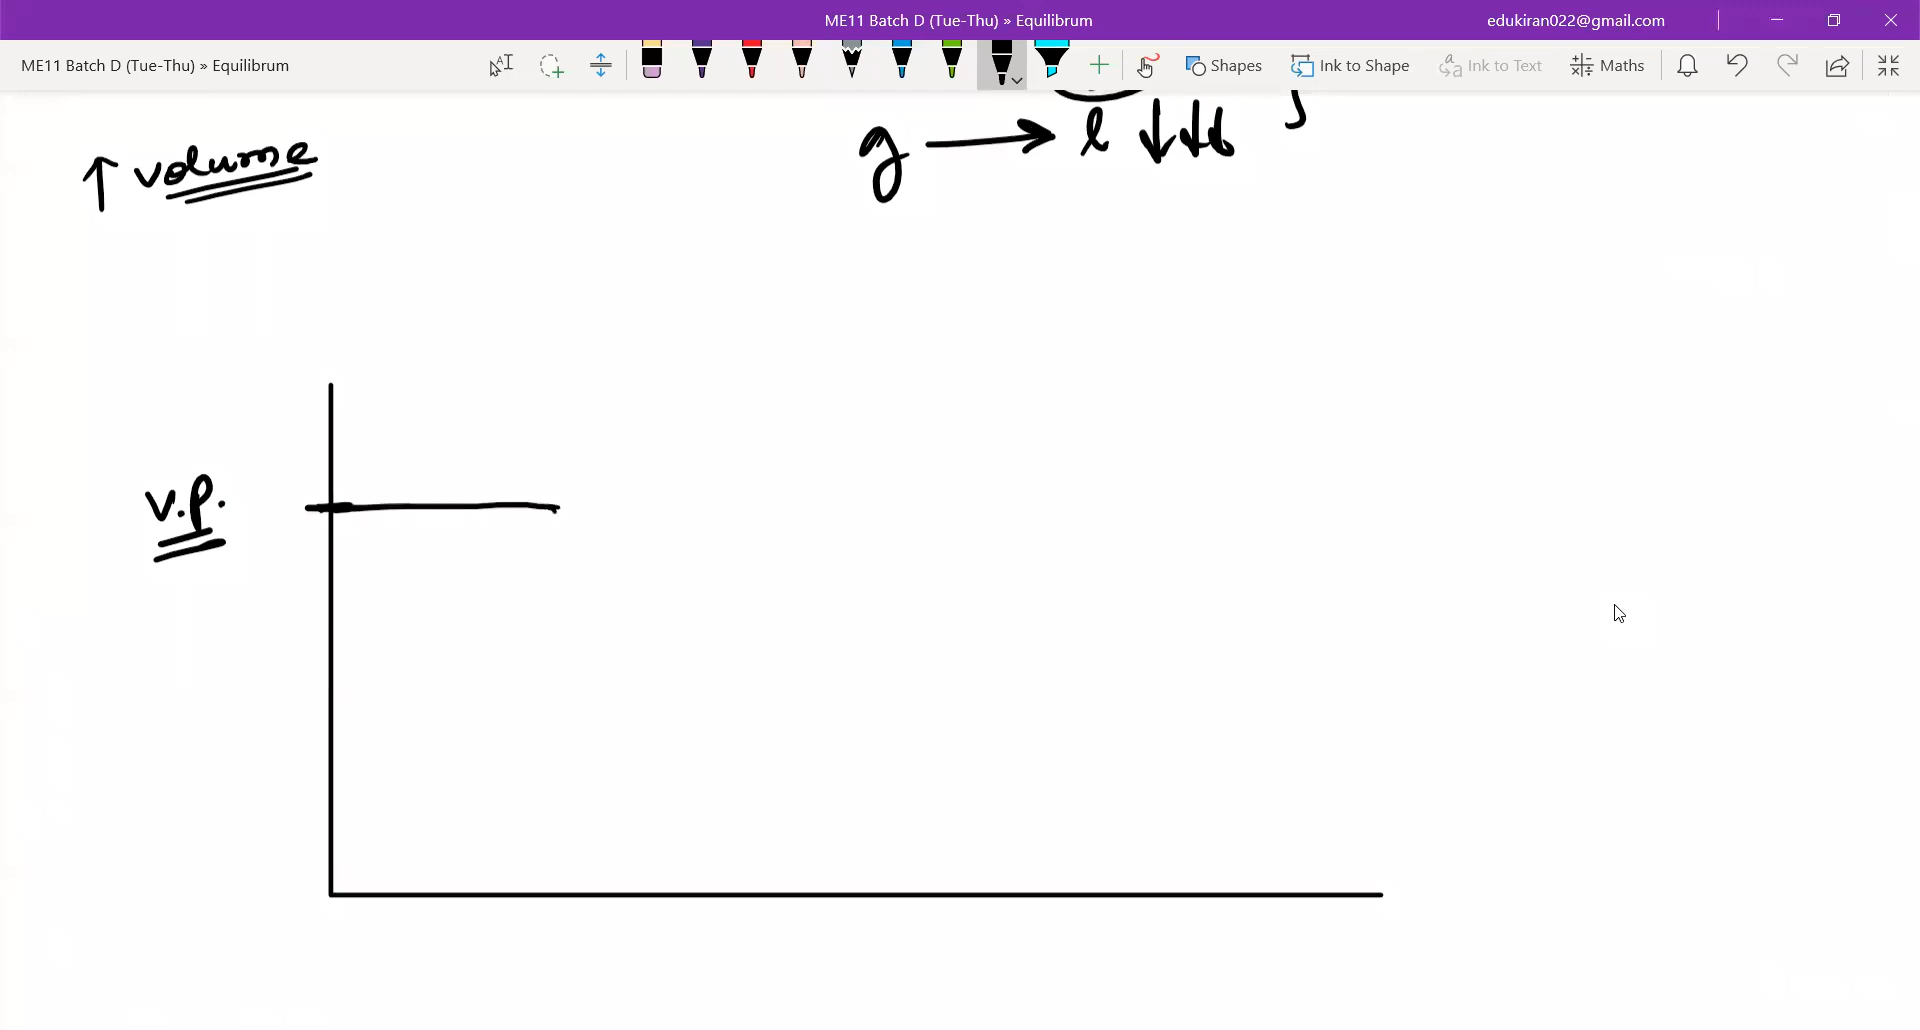 ME11 Batch D (Tue-Thu) » Equilibrum
edukiran022@gmail.com
ME11 Batch D (Tue-Thu) » Equilibrum
Shapes
Ink to Shape
Ink to Text
Maths
g → l ↓↓↓
↑ volume
v.p.